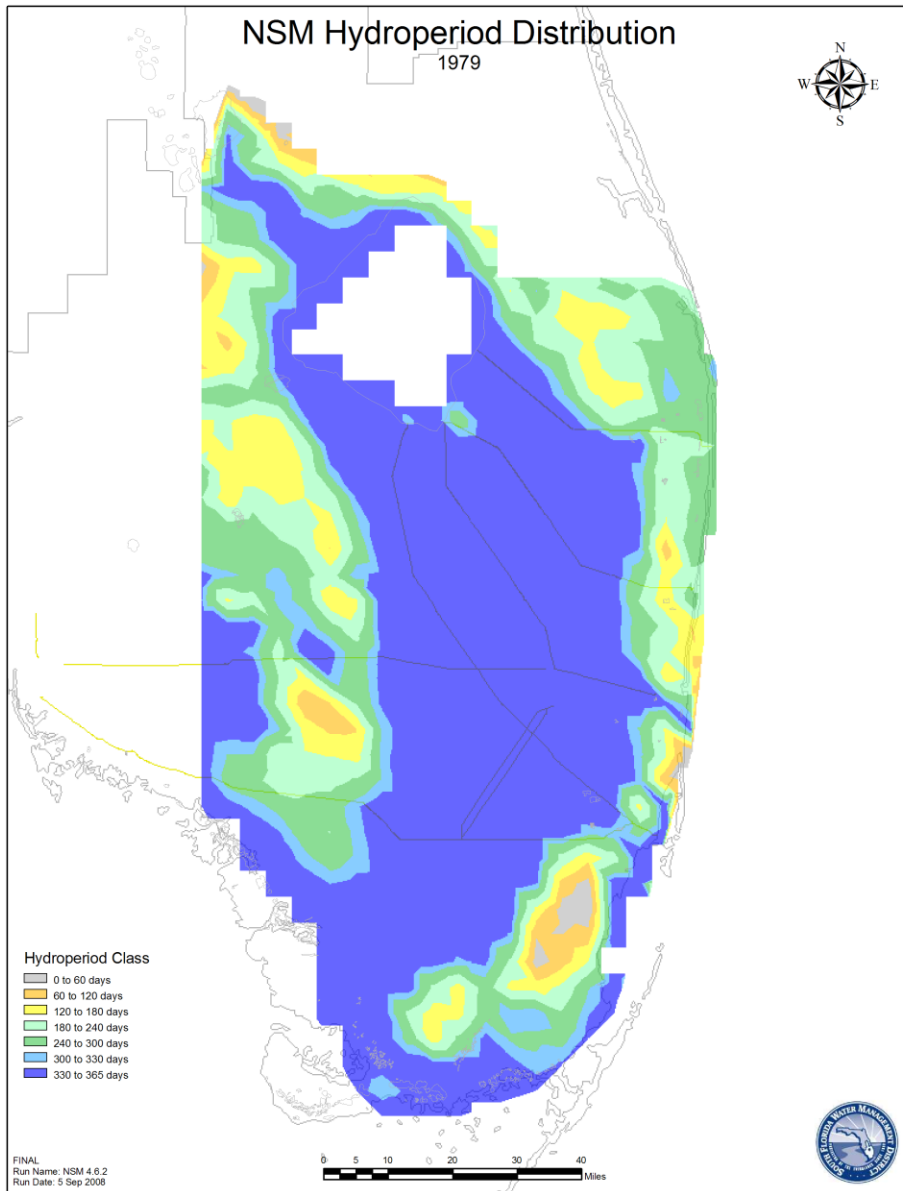 NSM Hydroperiod Distribution
1979
N
W
E
S
Hydroperiod Class
0 to 60 days
60 to 120 days
120 to 180 days
180 to 240 days
240 to 300 days
300 to 330 days
330 to 365 days
FINAL
Run Name: NSM 4.6.2
Run Date: 5 Sep 2008
0 5 10 20 30 40
Miles
SOUTH FLORIDA WATER MANAGEMENT DISTRICT